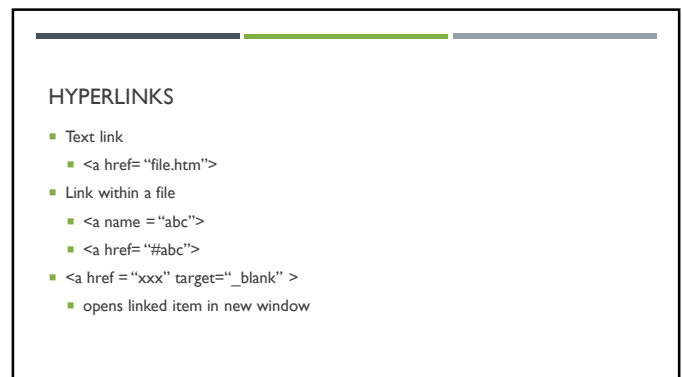 HYPERLINKS
Text link
<a href= “file.htm”>
Link within a file
<a name = “abc”>
<a href= “#abc”>
<a href = “xxx” target=“_blank” >
opens linked item in new window